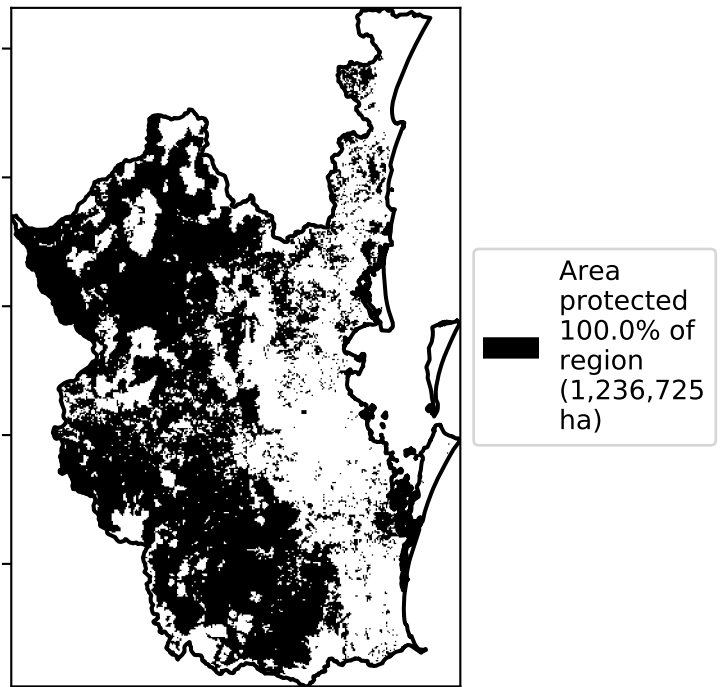 Area
protected
100.0% of
region
(1,236,725
ha)